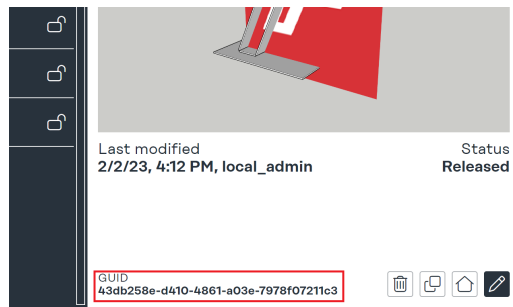 Last modified
2/2/23, 4:12 PM, local_admin
Status
Released
GUID
43db258e-d410-4861-a03e-7978f07211c3